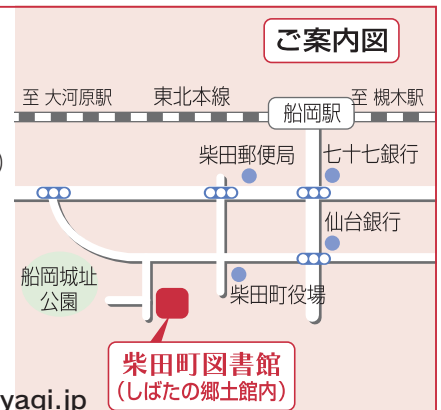 ご案内図
至 大河原駅
東北本線
至 槻木駅
船岡駅
柴田郵便局
七十七銀行
仙台銀行
船岡城址
公園
柴田町役場
柴田町図書館
(しばたの郷土館内)
yagi.jp
)